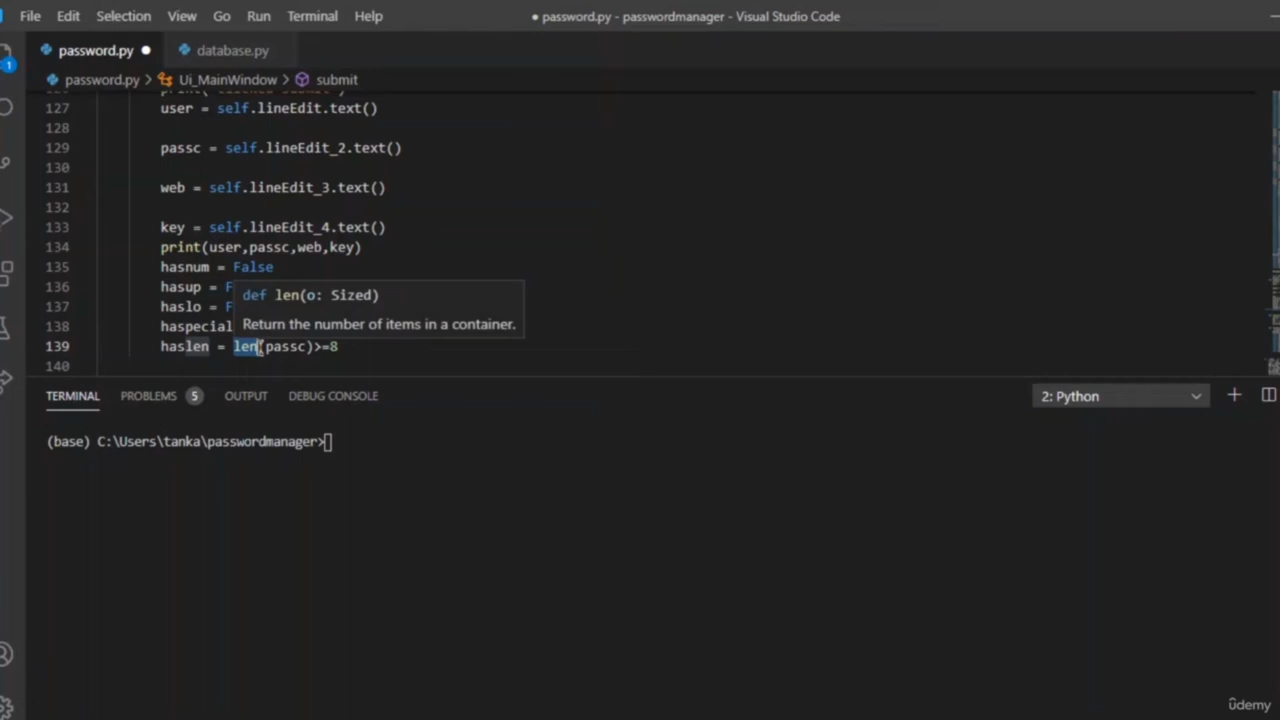 File Edit Selection View Go Run Terminal Help ● password.py - passwordmanager - Visual Studio Code
password.py ● database.py
1
password.py > Ui_MainWindow > submit
127 user = self.lineEdit.text()
128
129 passc = self.lineEdit_2.text()
130
131 web = self.lineEdit_3.text()
132
133 key = self.lineEdit_4.text()
134 print(user,passc,web,key)
135 hasnum = False
136 hasup = F
def len(o: Sized)
137 haslo = F
Return the number of items in a container.
138 haspecial
139 haslen = len(passc)>=8
140
TERMINAL PROBLEMS 5 OUTPUT DEBUG CONSOLE 2: Python
(base) C:\Users\tanka\passwordmanager>
ûdemy